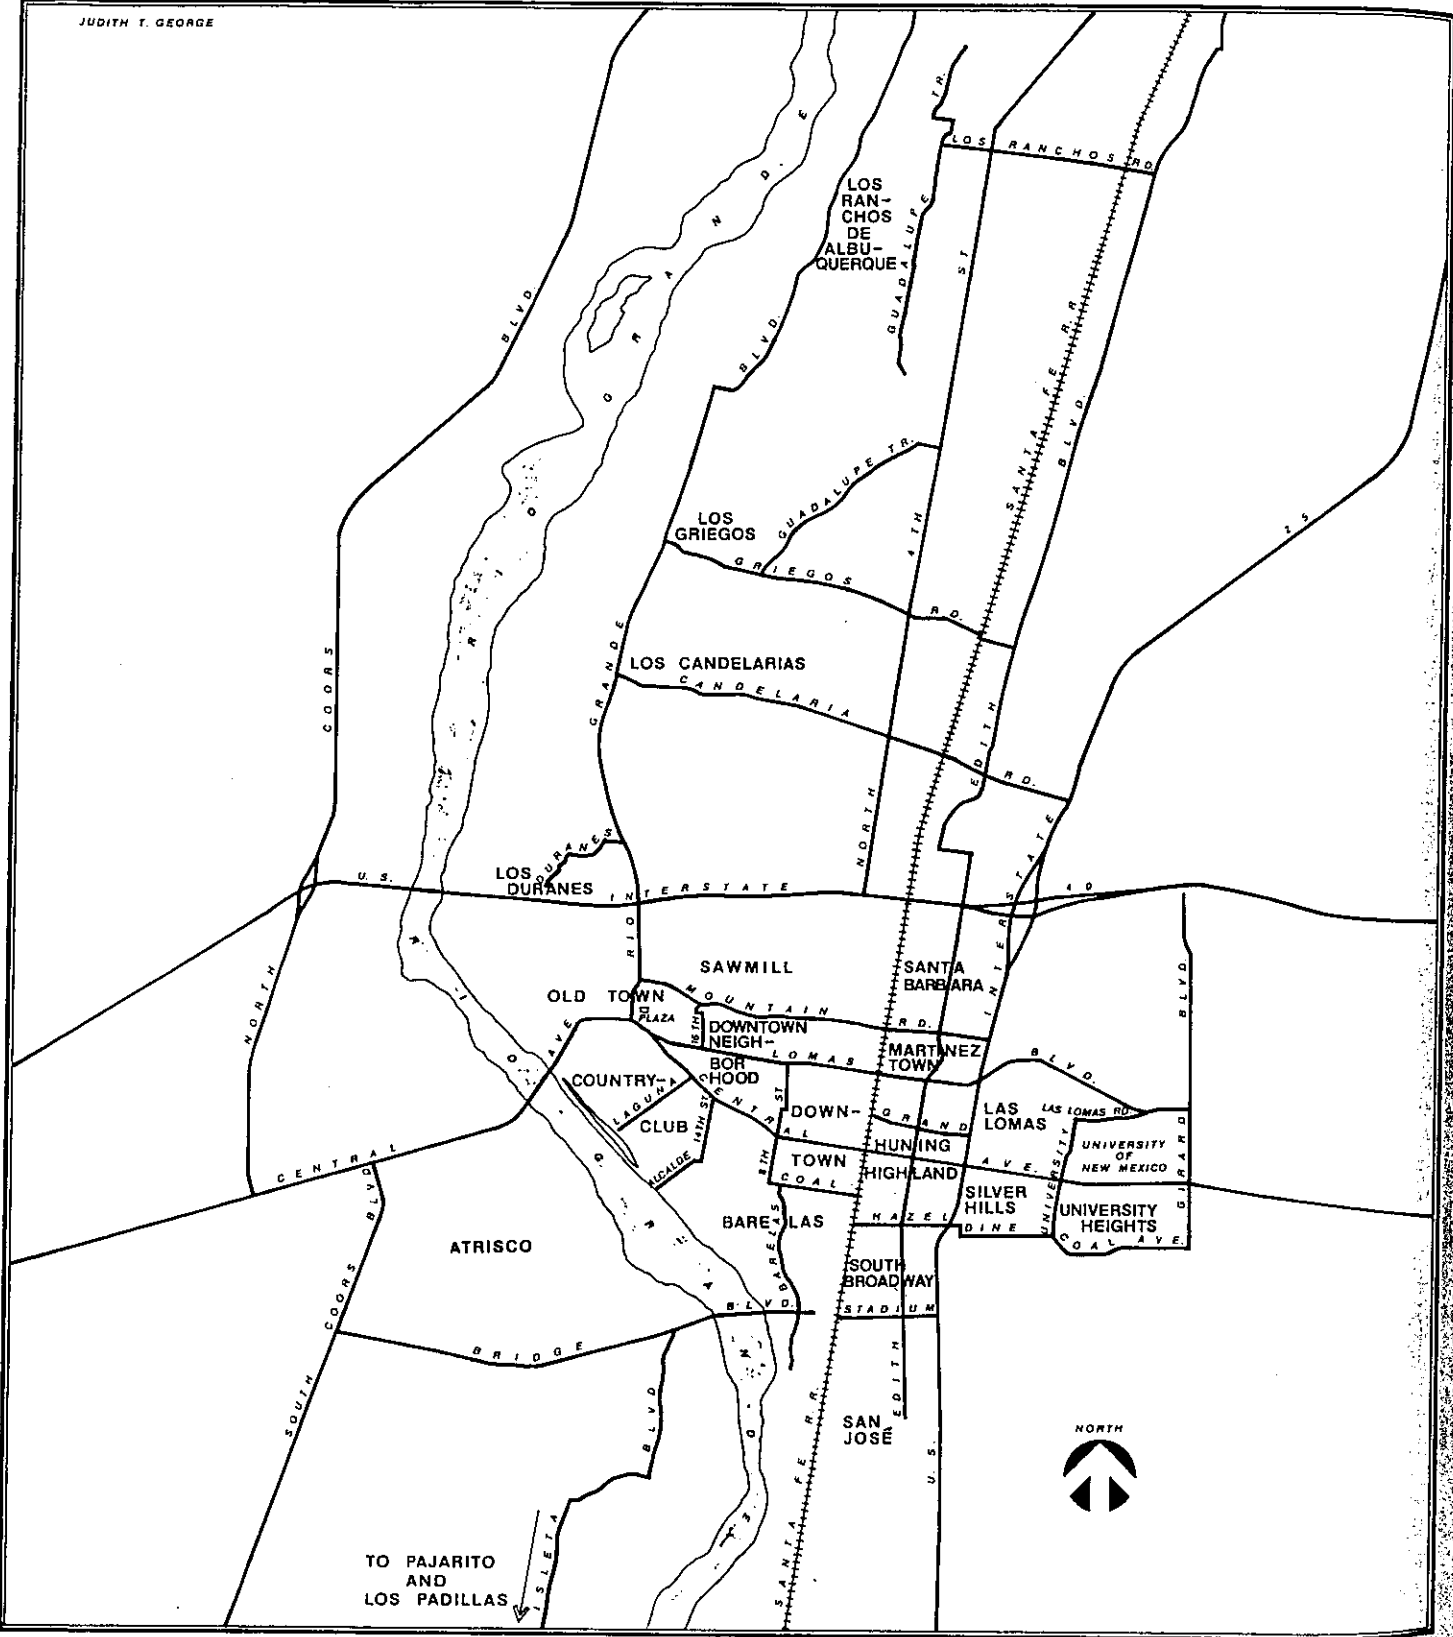 JUDITH T. GEORGE
LOS RANCHOS RD.
GUADALUPE TR.
LOS
RAN-
CHOS
DE
ALBU-
QUERQUE
RIO GRANDE
COORS BLVD.
RIO GRANDE BLVD.
NORTH 4TH ST
SANTA FE R.R.
EDITH BLVD.
GUADALUPE TR.
LOS
GRIEGOS
GRIEGOS RD.
25
LOS CANDELARIAS
CANDELARIA RD.
DURANES
LOS
DURANES
U.S. INTERSTATE 40
U.S. INTERSTATE
NORTH
SAWMILL
SANTA
BARBARA
OLD TOWN
PLAZA
MOUNTAIN RD.
16TH
DOWNTOWN
NEIGH-
BOR
HOOD
LOMAS BLVD.
MARTINEZ
TOWN
COUNTRY-
CLUB
LAGUNA
14TH ST
ALCALDE
8TH ST
DOWN-
TOWN
GRAND
HUNING
HIGHLAND
LAS
LOMAS
LAS LOMAS RD.
UNIVERSITY
OF
NEW MEXICO
UNIVERSITY
GIRARD BLVD.
CENTRAL AVE
CENTRAL AVE.
COAL
SILVER
HILLS
UNIVERSITY
HEIGHTS
COAL AVE.
BARELAS
BARELAS
HAZELDINE
ATRISCO
SOUTH
BROADWAY
STADIUM
SOUTH COORS BLVD
BRIDGE BLVD.
EDITH
SAN
JOSÉ
SANTA FE RR.
ISLETA BLVD
NORTH
TO PAJARITO
AND
LOS PADILLAS